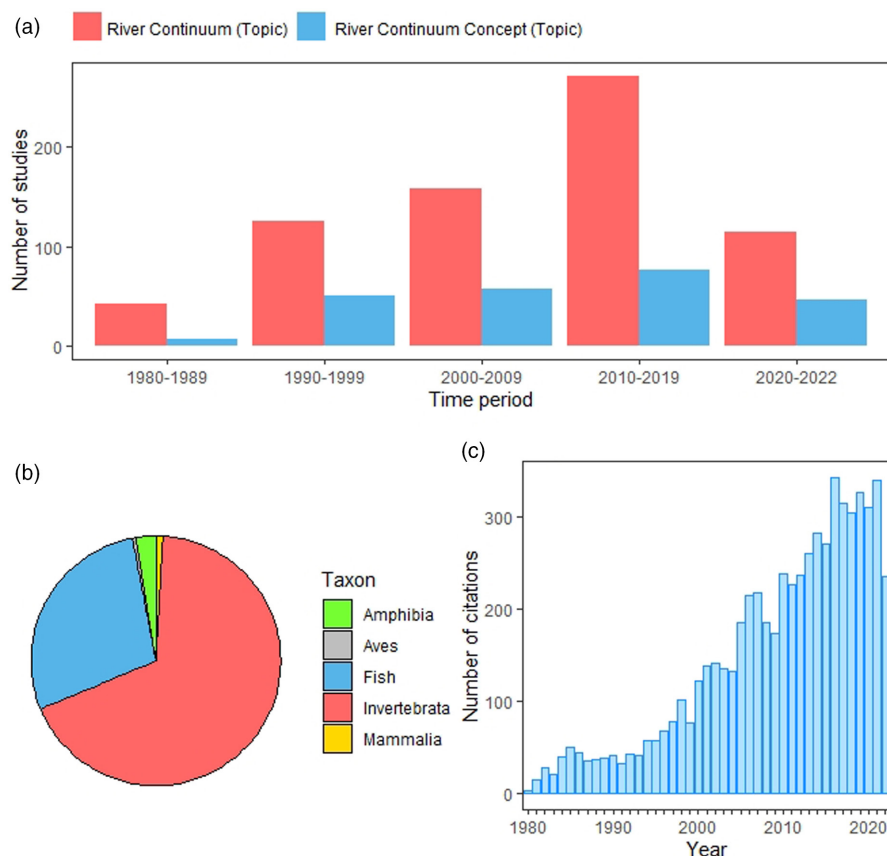 (a)
River Continuum (Topic)
River Continuum Concept (Topic)
Number of studies
200
100
0
1980-1989
1990-1999
2000-2009
2010-2019
2020-2022
Time period
(b)
Taxon
Amphibia
Aves
Fish
Invertebrata
Mammalia
(c)
Number of citations
300
200
100
0
1980
1990
2000
2010
2020
Year